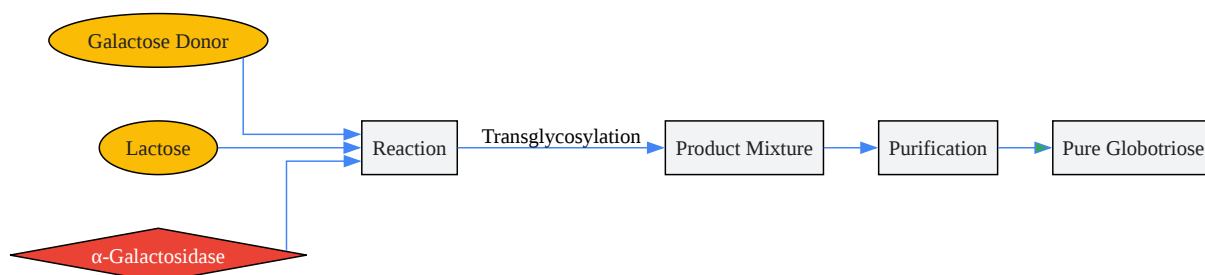 Galactose Donor
Lactose
α-Galactosidase
Reaction
Transglycosylation
Product Mixture
Purification
Pure Globotriose